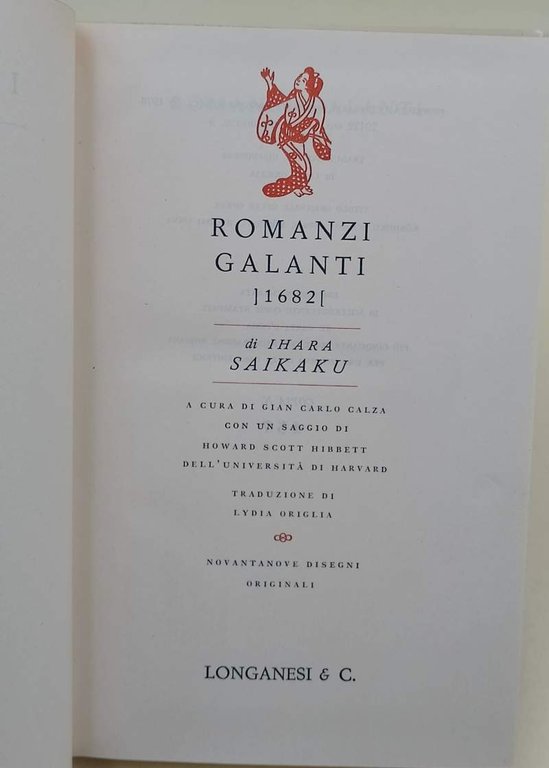 ROMANZI
GALANTI
]1682[
di IHARA
SAIKAKU
A CURA DI GIAN CARLO CALZA
CON UN SAGGIO DI
HOWARD SCOTT HIBBETT
DELL'UNIVERSITÀ DI HARVARD
TRADUZIONE DI
LYDIA ORIGLIA
NOVANTANOVE DISEGNI
ORIGINALI
LONGANESI & C.